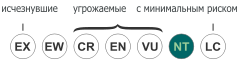 исчезнувшие угрожаемые с минимальным риском
EX EW CR EN VU NT LC